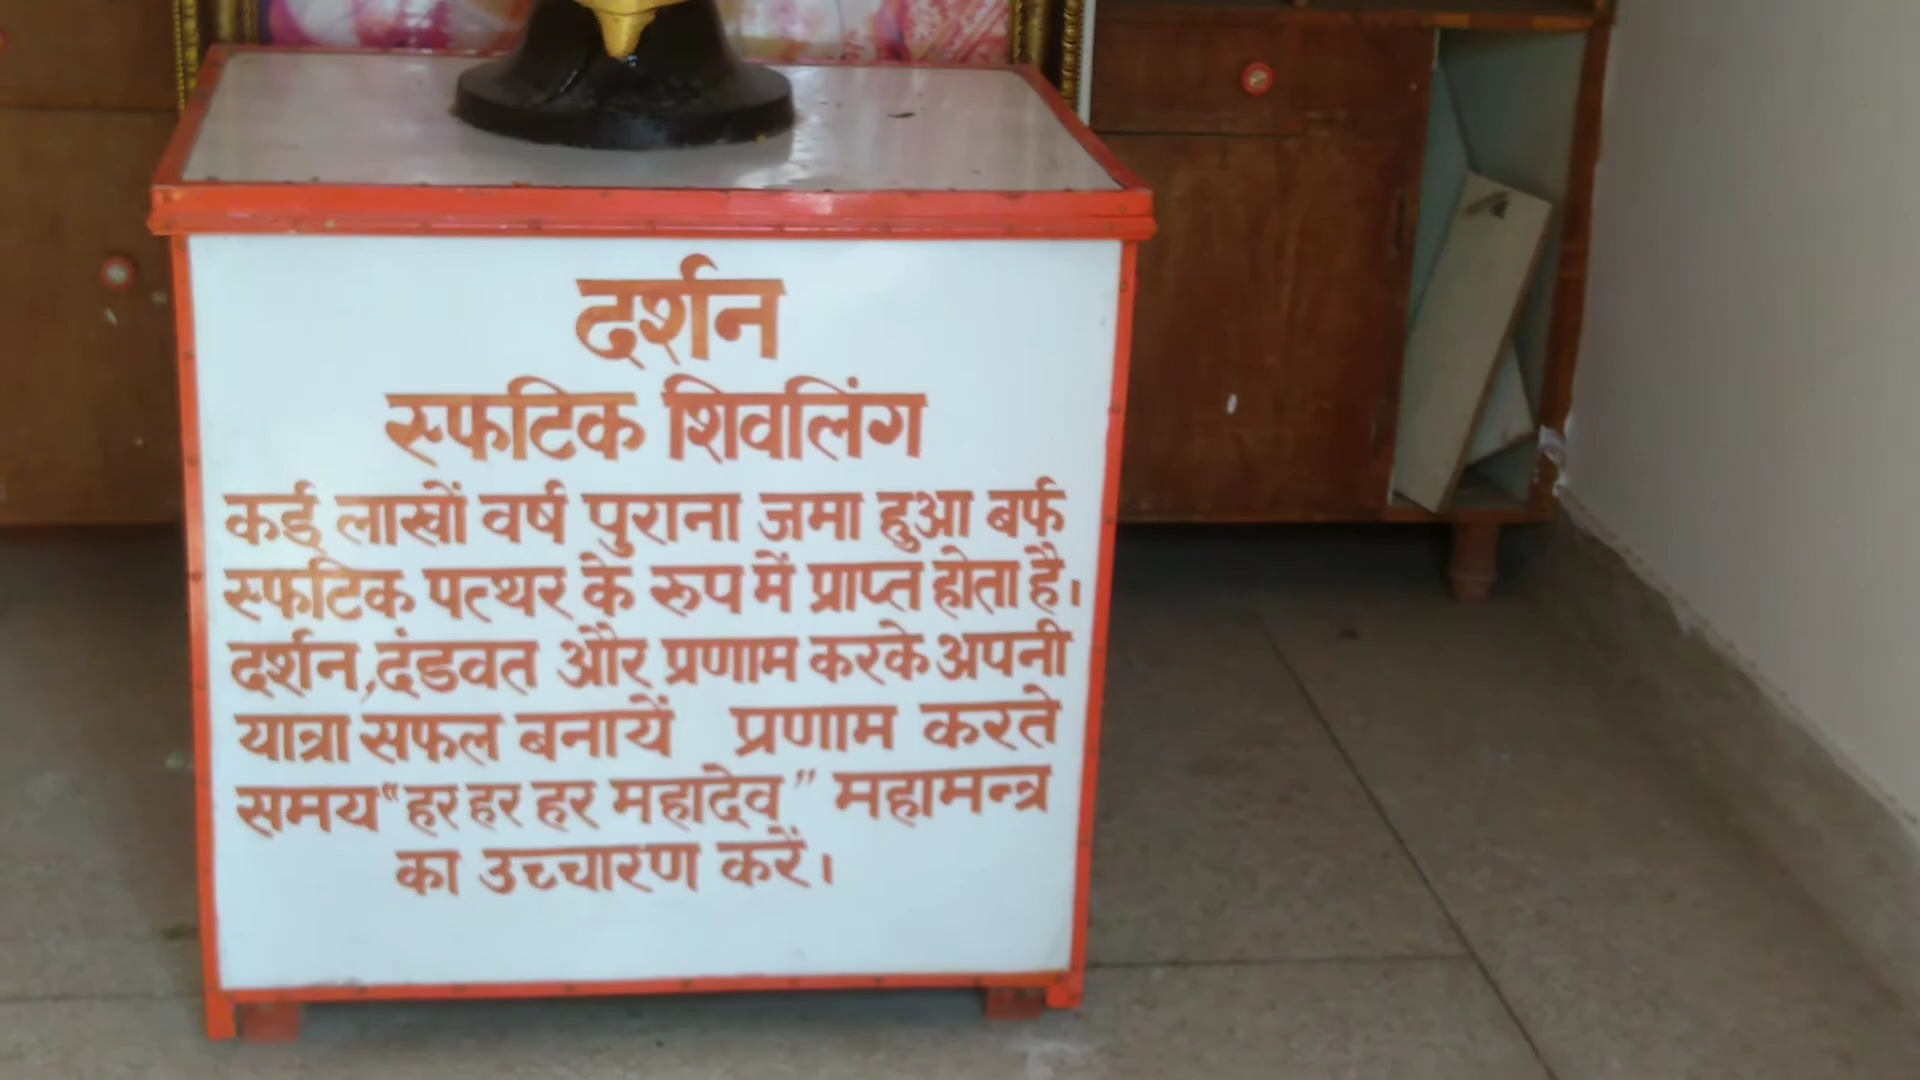 दर्शन
स्फटिक शिवलिंग
कई लाखों वर्ष पुराना जमा हुआ बर्फ
स्फटिक पत्थर के रूप में प्राप्त होता है।
दर्शन,दंडवत और प्रणाम करके अपनी
यात्रा सफल बनायें प्रणाम करते
समय “हर हर हर महादेव” महामन्त्र
का उच्चारण करें।